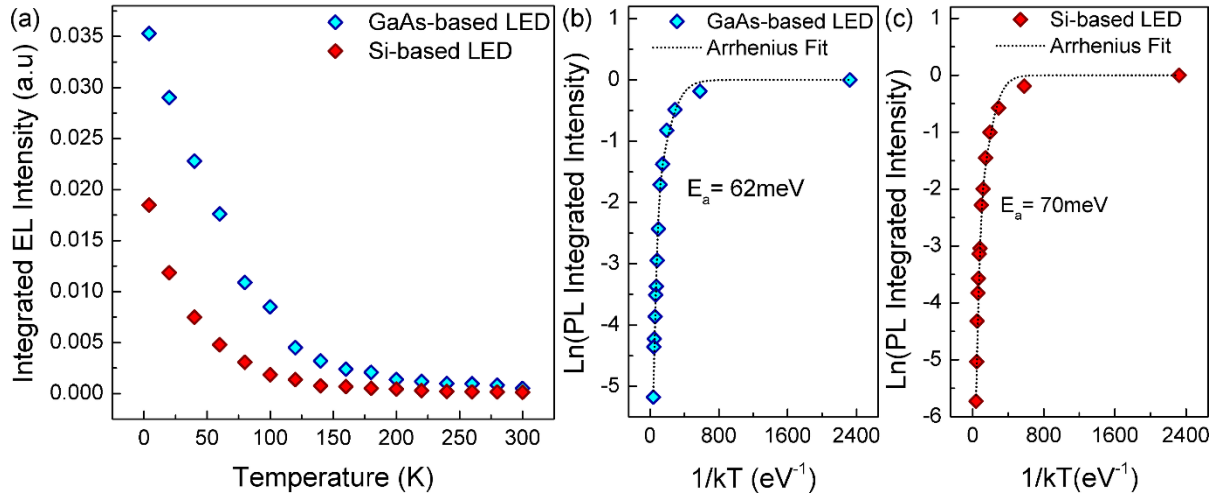 (a)
GaAs-based LED
Si-based LED
Integrated EL Intensity (a.u)
0.035
0.030
0.025
0.020
0.015
0.010
0.005
0.000
0 50 100 150 200 250 300
Temperature (K)
(b)
GaAs-based LED
Arrhenius Fit
Ln(PL Integrated Intensity)
1
0
-1
-2
-3
-4
-5
Eₐ= 62meV
0 800 1600 2400
1/kT (eV⁻¹)
(c)
Si-based LED
Arrhenius Fit
Ln(PL Integrated Intensity)
1
0
-1
-2
-3
-4
-5
-6
Eₐ= 70meV
0 800 1600 2400
1/kT(eV⁻¹)